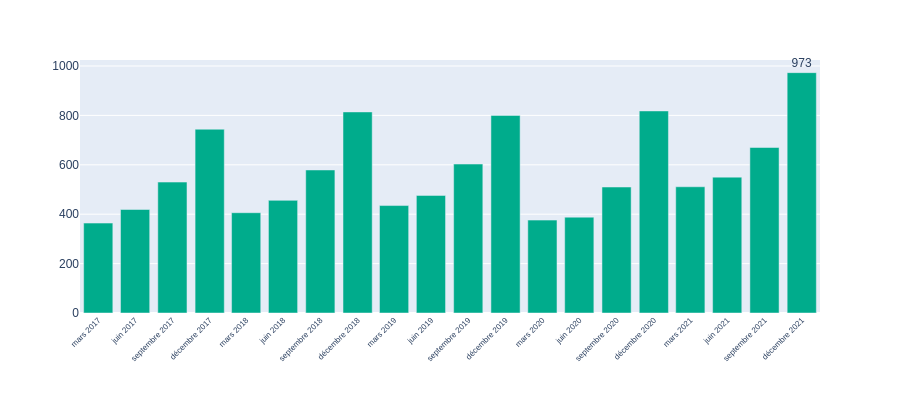 973
1000
800
600
400
200
0
mars 2017
juin 2017
septembre 2017
décembre 2017
mars 2018
juin 2018
septembre 2018
décembre 2018
mars 2019
juin 2019
septembre 2019
décembre 2019
mars 2020
juin 2020
septembre 2020
décembre 2020
mars 2021
juin 2021
septembre 2021
décembre 2021